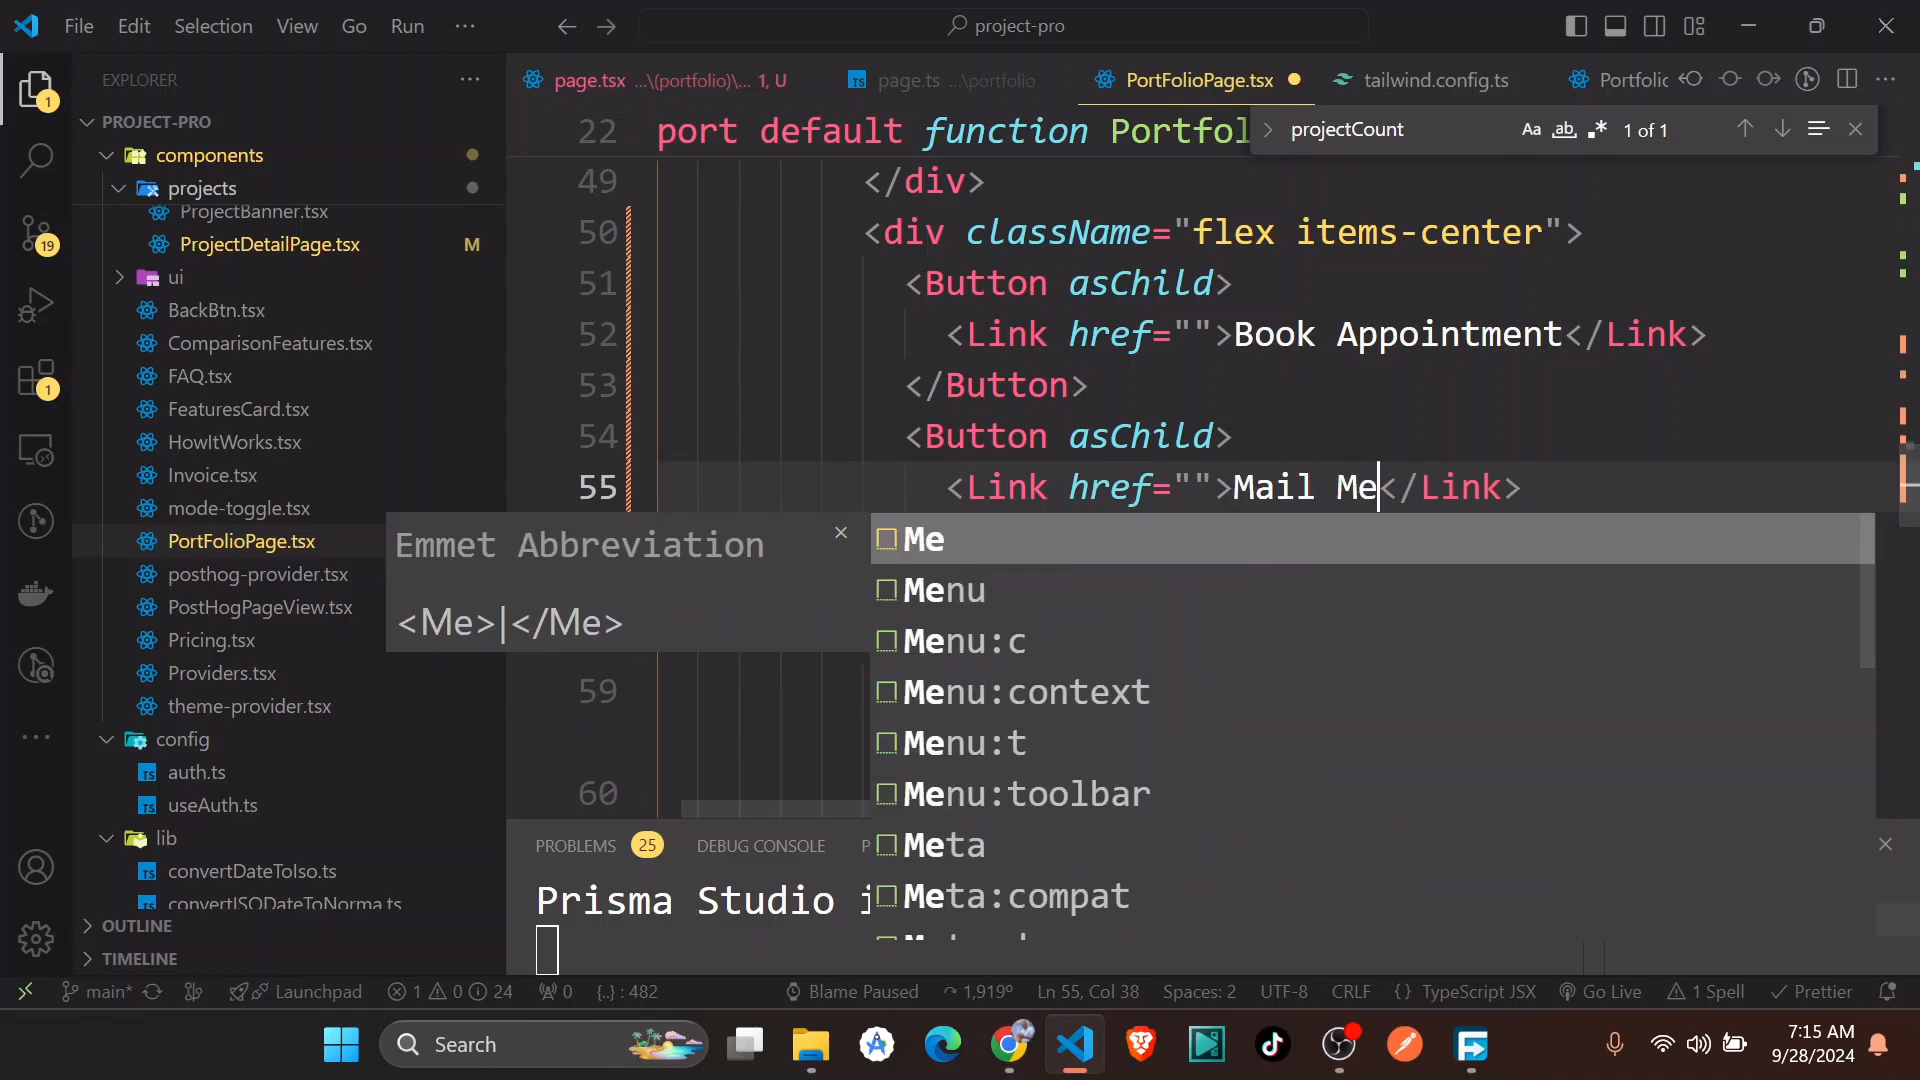 File Edit Selection View Go Run ...
project-pro
EXPLORER
page.tsx ...\(portfolio)\... 1, U
page.ts ...\portfolio
PortFolioPage.tsx
tailwind.config.ts
Portfolic
PROJECT-PRO
components
projects
ProjectBanner.tsx
ProjectDetailPage.tsx M
ui
BackBtn.tsx
ComparisonFeatures.tsx
FAQ.tsx
FeaturesCard.tsx
HowItWorks.tsx
Invoice.tsx
mode-toggle.tsx
PortFolioPage.tsx
posthog-provider.tsx
PostHogPageView.tsx
Pricing.tsx
Providers.tsx
theme-provider.tsx
config
auth.ts
useAuth.ts
lib
convertDateToIso.ts
convertISODateToNorma.ts
OUTLINE
TIMELINE
1
19
1
projectCount Aa ab .* 1 of 1
22 port default function Portfol
49 </div>
50 <div className="flex items-center">
51 <Button asChild>
52 <Link href="">Book Appointment</Link>
53 </Button>
54 <Button asChild>
55 <Link href="">Mail Me</Link>
59
60
Emmet Abbreviation
<Me>|</Me>
Me
Menu
Menu:c
Menu:context
Menu:t
Menu:toolbar
Meta
Meta:compat
PROBLEMS 25 DEBUG CONSOLE P
Prisma Studio i
main* Launchpad 1 0 24 0 {..} : 482 Blame Paused 1,919° Ln 55, Col 38 Spaces: 2 UTF-8 CRLF { } TypeScript JSX Go Live 1 Spell Prettier
Search
7:15 AM
9/28/2024